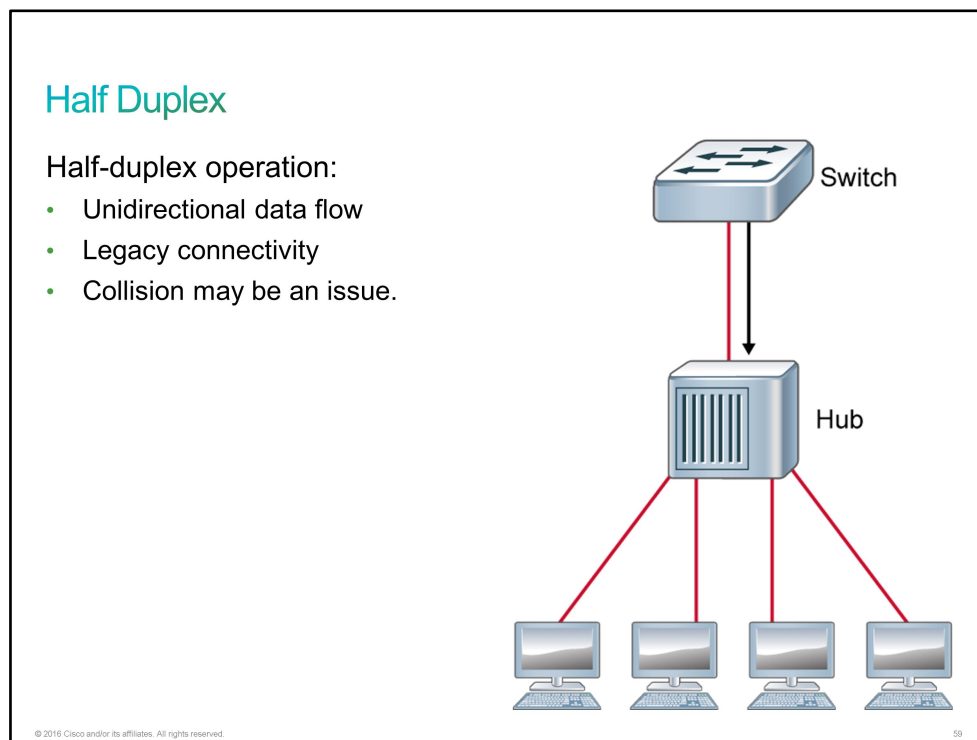 Half Duplex
Half-duplex operation:
• Unidirectional data flow
• Legacy connectivity
• Collision may be an issue.
Switch
Hub
© 2016 Cisco and/or its affiliates. All rights reserved.
59